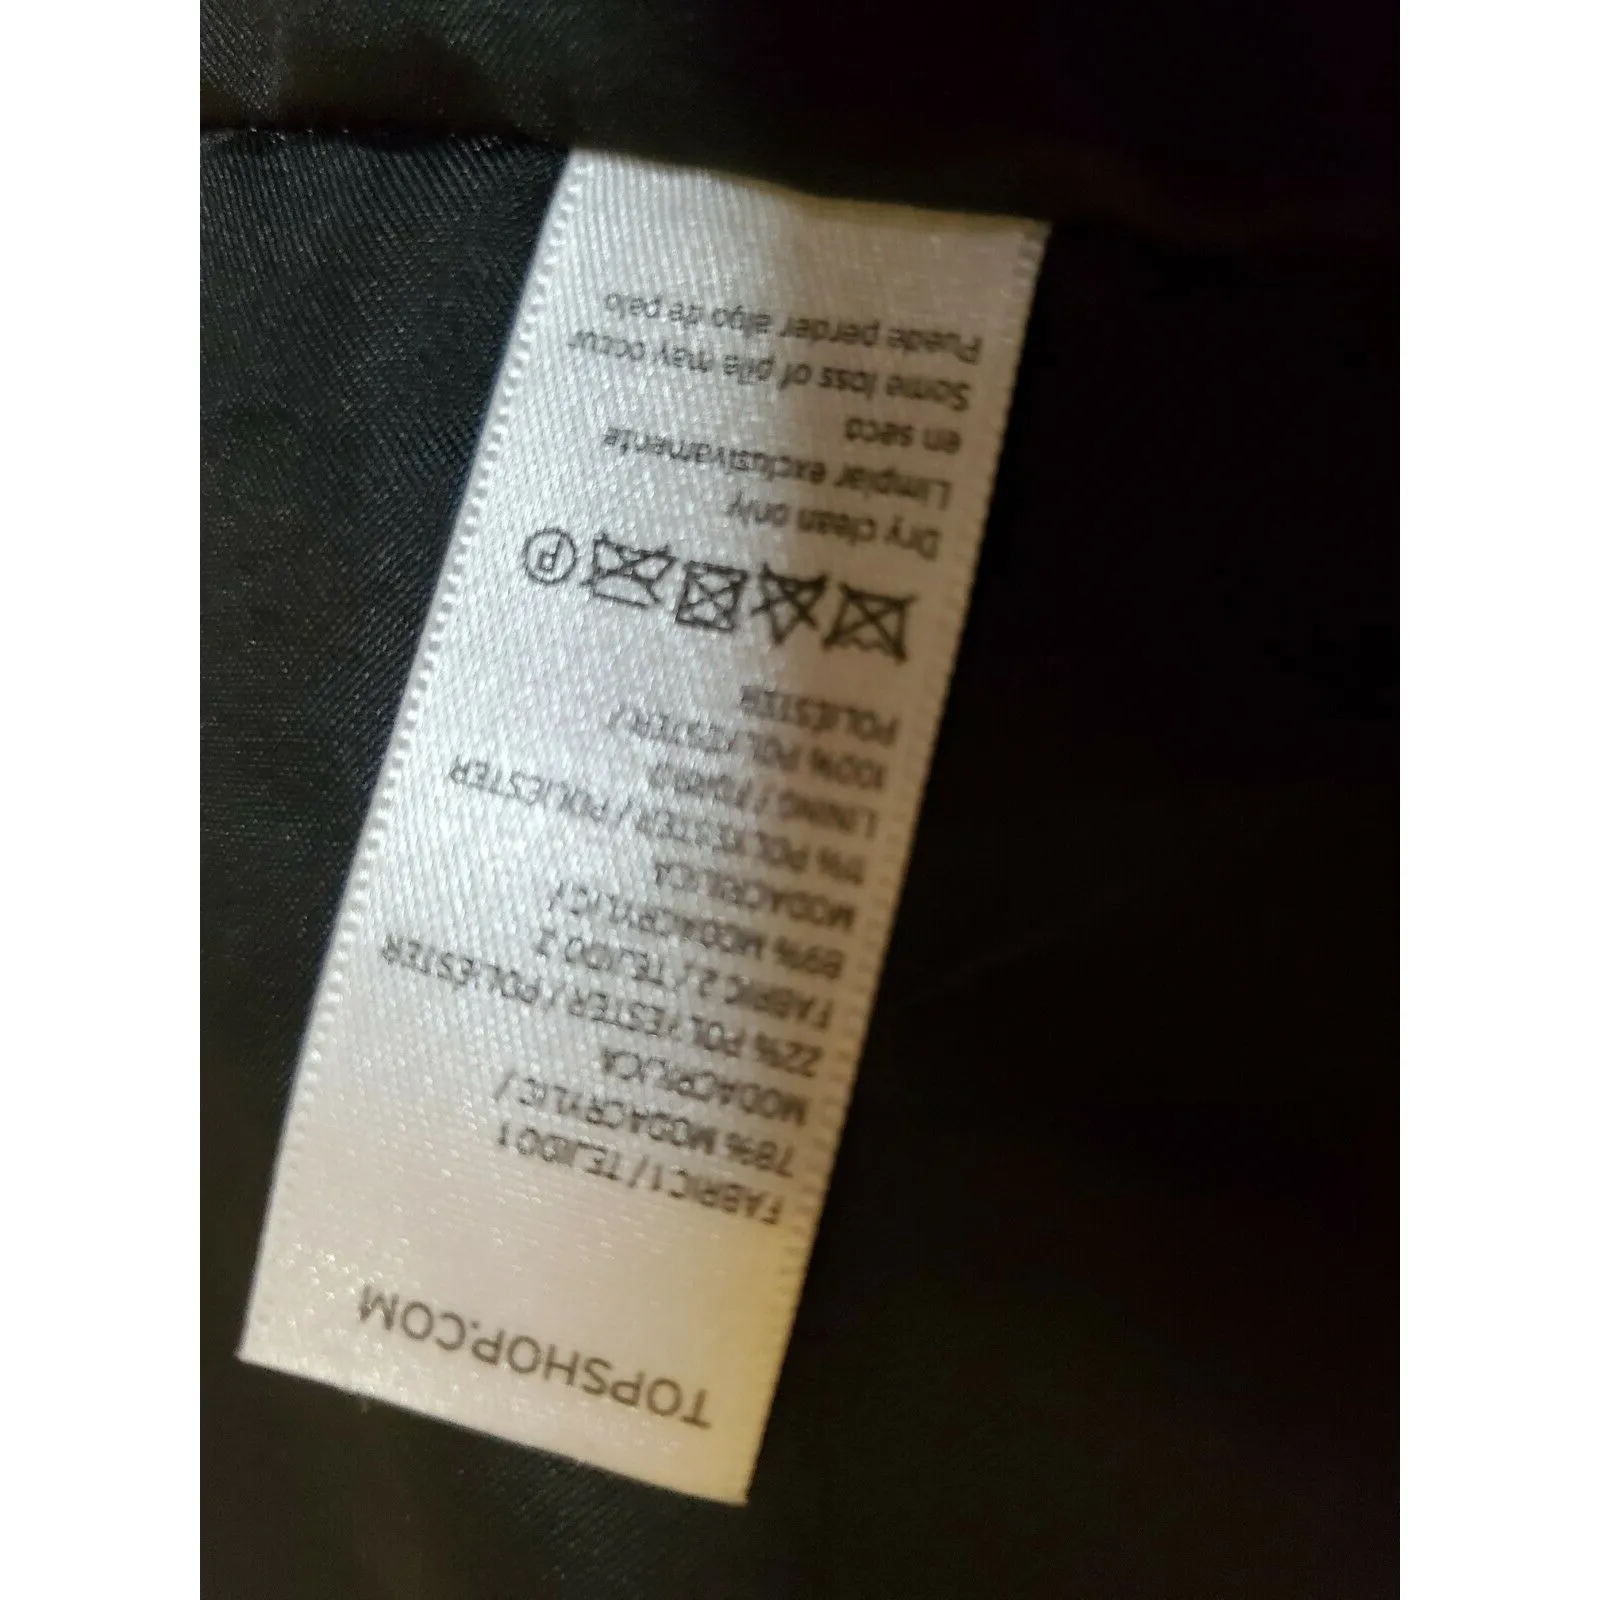 TOPSHOP.COM
FABRIC 1 / TEJIDO 1
78% MODACRYLIC /
MODACRÍLICA
22% POLYESTER / POLIÉSTER
FABRIC 2 / TEJIDO 2
89% MODACRYLIC /
MODACRÍLICA
11% POLYESTER / POLIÉSTER
LINING / FORRO
100% POLYESTER /
POLIÉSTER
P
Dry clean only
Limpiar exclusivamente
en seco
Some loss of pile may occur
Puede perder algo de pelo